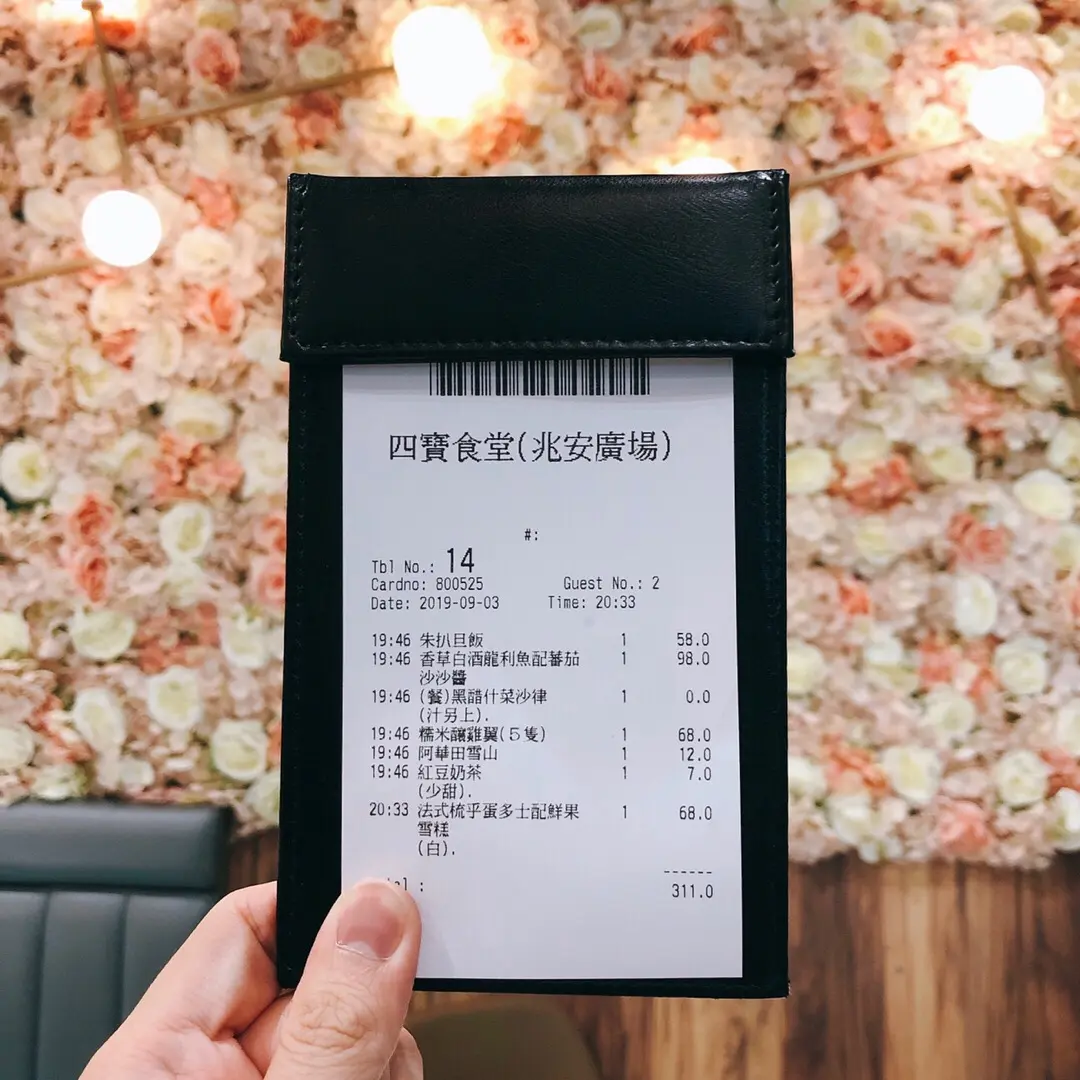 四寶食堂(兆安廣場)
#:
Tbl No.: 14
Cardno: 800525 Guest No.: 2
Date: 2019-09-03 Time: 20:33
19:46 朱扒旦飯 1 58.0
19:46 香草白酒龍利魚配蕃茄 1 98.0
沙沙醬
19:46 (餐)黑醋什菜沙律 1 0.0
(汁另上).
19:46 糯米釀雞翼(5隻) 1 68.0
19:46 阿華田雪山 1 12.0
19:46 紅豆奶茶 1 7.0
(少甜).
20:33 法式梳乎蛋多士配鮮果 1 68.0
雪糕
(白).
------
: 311.0